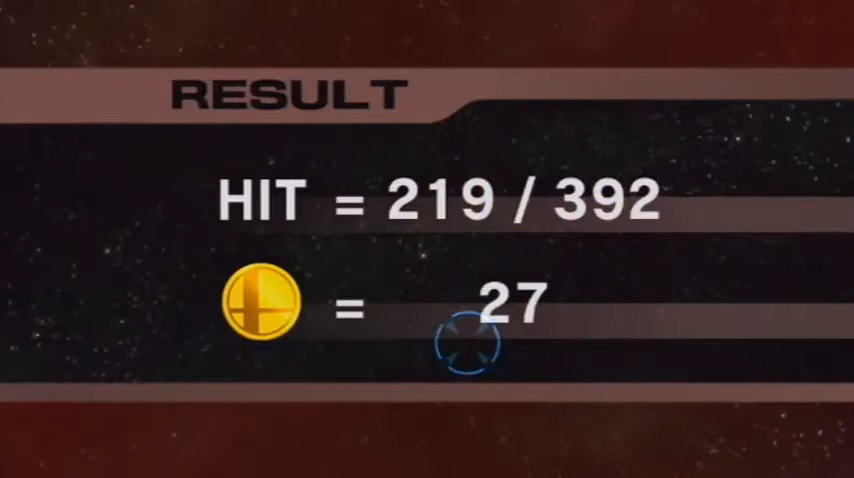 RESULT
HIT = 219 / 392
= 27